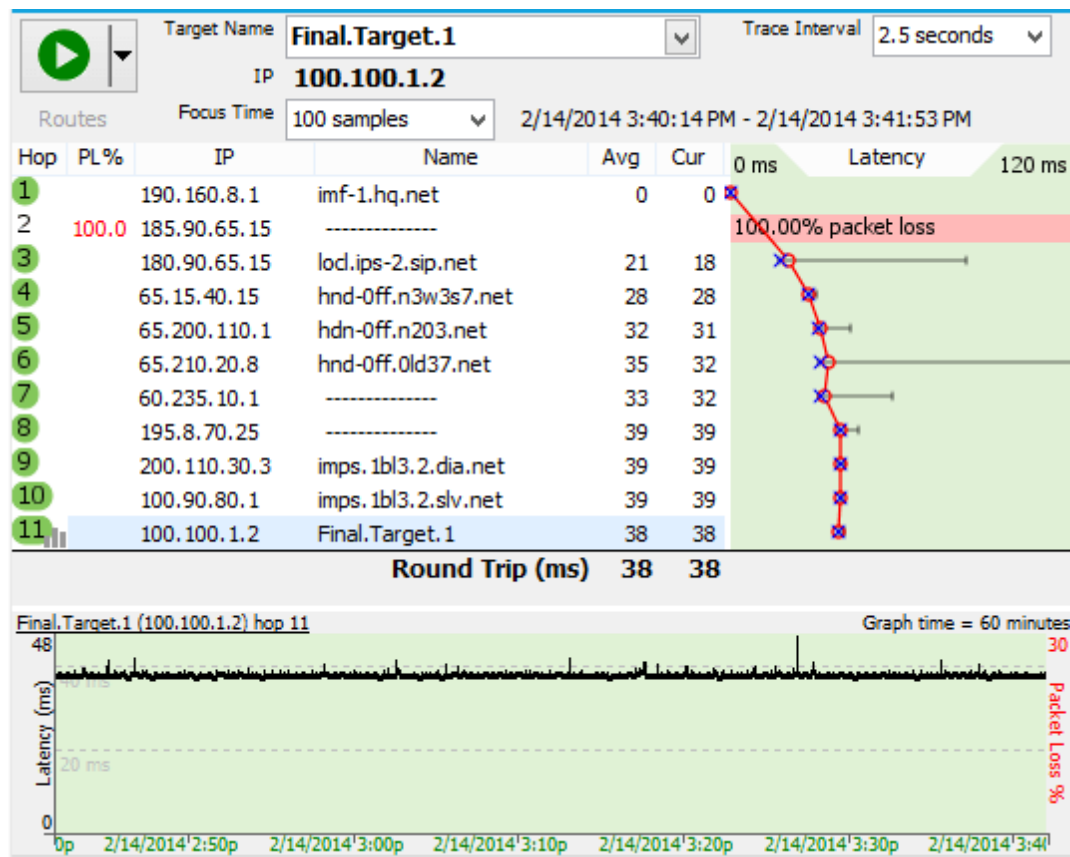 Target Name Final.Target.1 Trace Interval 2.5 seconds
IP 100.100.1.2
Routes Focus Time 100 samples 2/14/2014 3:40:14 PM - 2/14/2014 3:41:53 PM
Hop PL% IP Name Avg Cur 0 ms Latency 120 ms
1 190.160.8.1 imf-1.hq.net 0 0
2 100.0 185.90.65.15 -------------- 100.00% packet loss
3 180.90.65.15 locl.ips-2.sip.net 21 18
4 65.15.40.15 hnd-0ff.n3w3s7.net 28 28
5 65.200.110.1 hdn-0ff.n203.net 32 31
6 65.210.20.8 hnd-0ff.0ld37.net 35 32
7 60.235.10.1 -------------- 33 32
8 195.8.70.25 -------------- 39 39
9 200.110.30.3 imps.1bl3.2.dia.net 39 39
10 100.90.80.1 imps.1bl3.2.slv.net 39 39
11 100.100.1.2 Final.Target.1 38 38
Round Trip (ms) 38 38
Final.Target.1 (100.100.1.2) hop 11 Graph time = 60 minutes
48 30
40 ms
Latency (ms)
Packet Loss %
20 ms
0
0p 2/14/2014 2:50p 2/14/2014 3:00p 2/14/2014 3:10p 2/14/2014 3:20p 2/14/2014 3:30p 2/14/2014 3:4